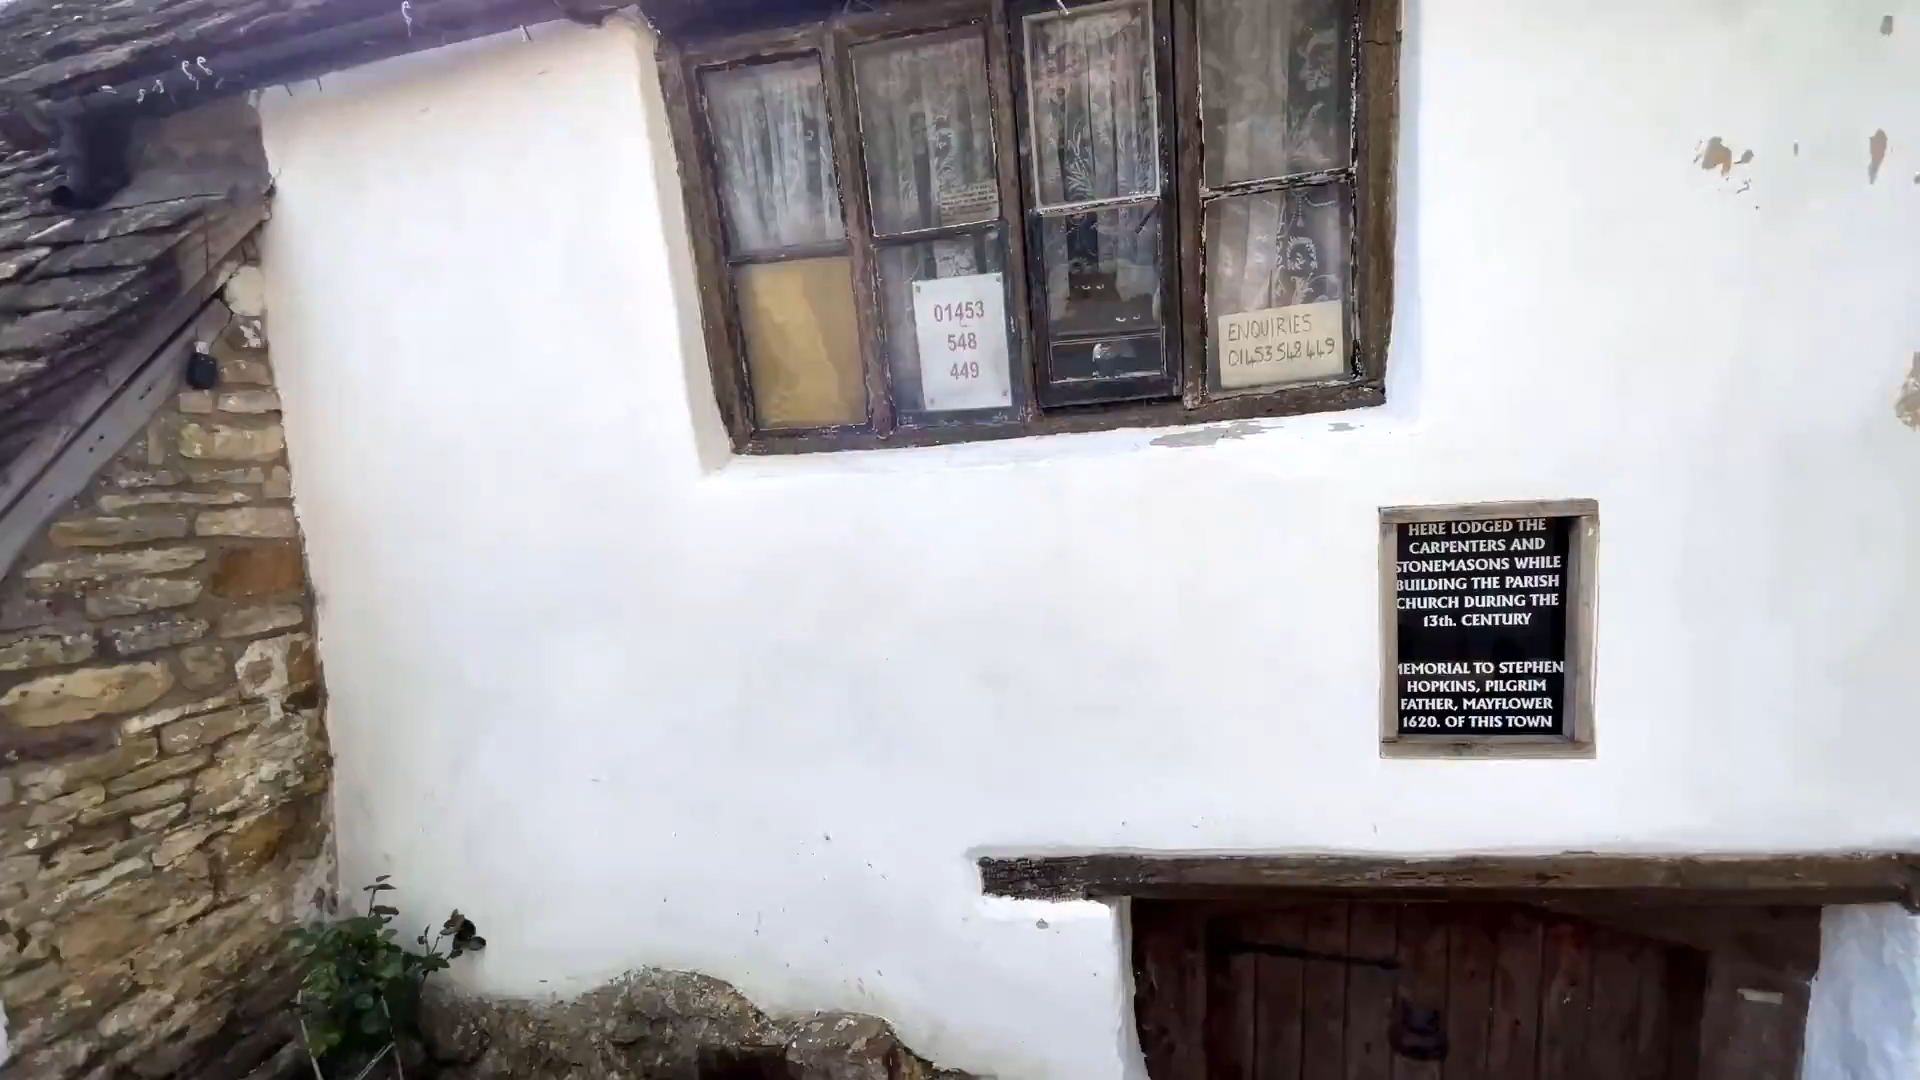 01453
548
449
ENQUIRIES
01453 548 449
HERE LODGED THE
CARPENTERS AND
STONEMASONS WHILE
BUILDING THE PARISH
CHURCH DURING THE
13th. CENTURY
MEMORIAL TO STEPHEN
HOPKINS, PILGRIM
FATHER, MAYFLOWER
1620. OF THIS TOWN